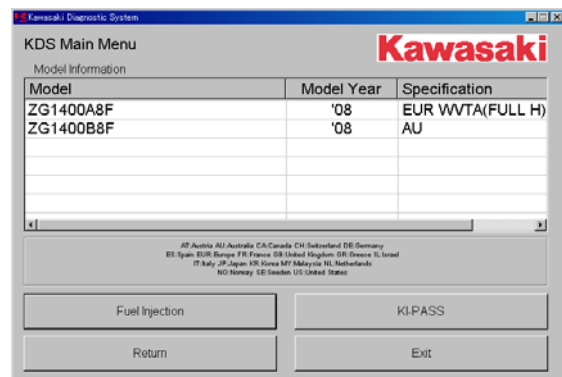 Kawasaki Diagnostic System
KDS Main Menu
Kawasaki
Model Information
Model Model Year Specification
ZG1400A8F '08 EUR WVTA(FULL H)
ZG1400B8F '08 AU
AT:Austria AU:Australia CA:Canada CH:Switzerland DE:Germany
ES:Spain EUR:Europe FR:France GB:United Kingdom GR:Greece IL:Israel
IT:Italy JP:Japan KR:Korea MY:Malaysia NL:Netherlands
NO:Norway SE:Sweden US:United States
Fuel Injection KI-PASS
Return Exit